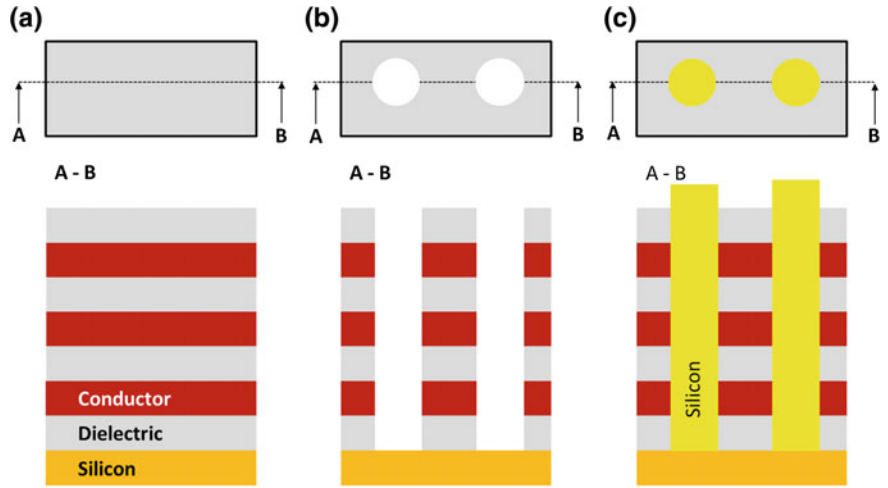 (a)
(b)
(c)
A
B
A
B
A
B
A - B
A - B
A - B
Conductor
Dielectric
Silicon
Silicon